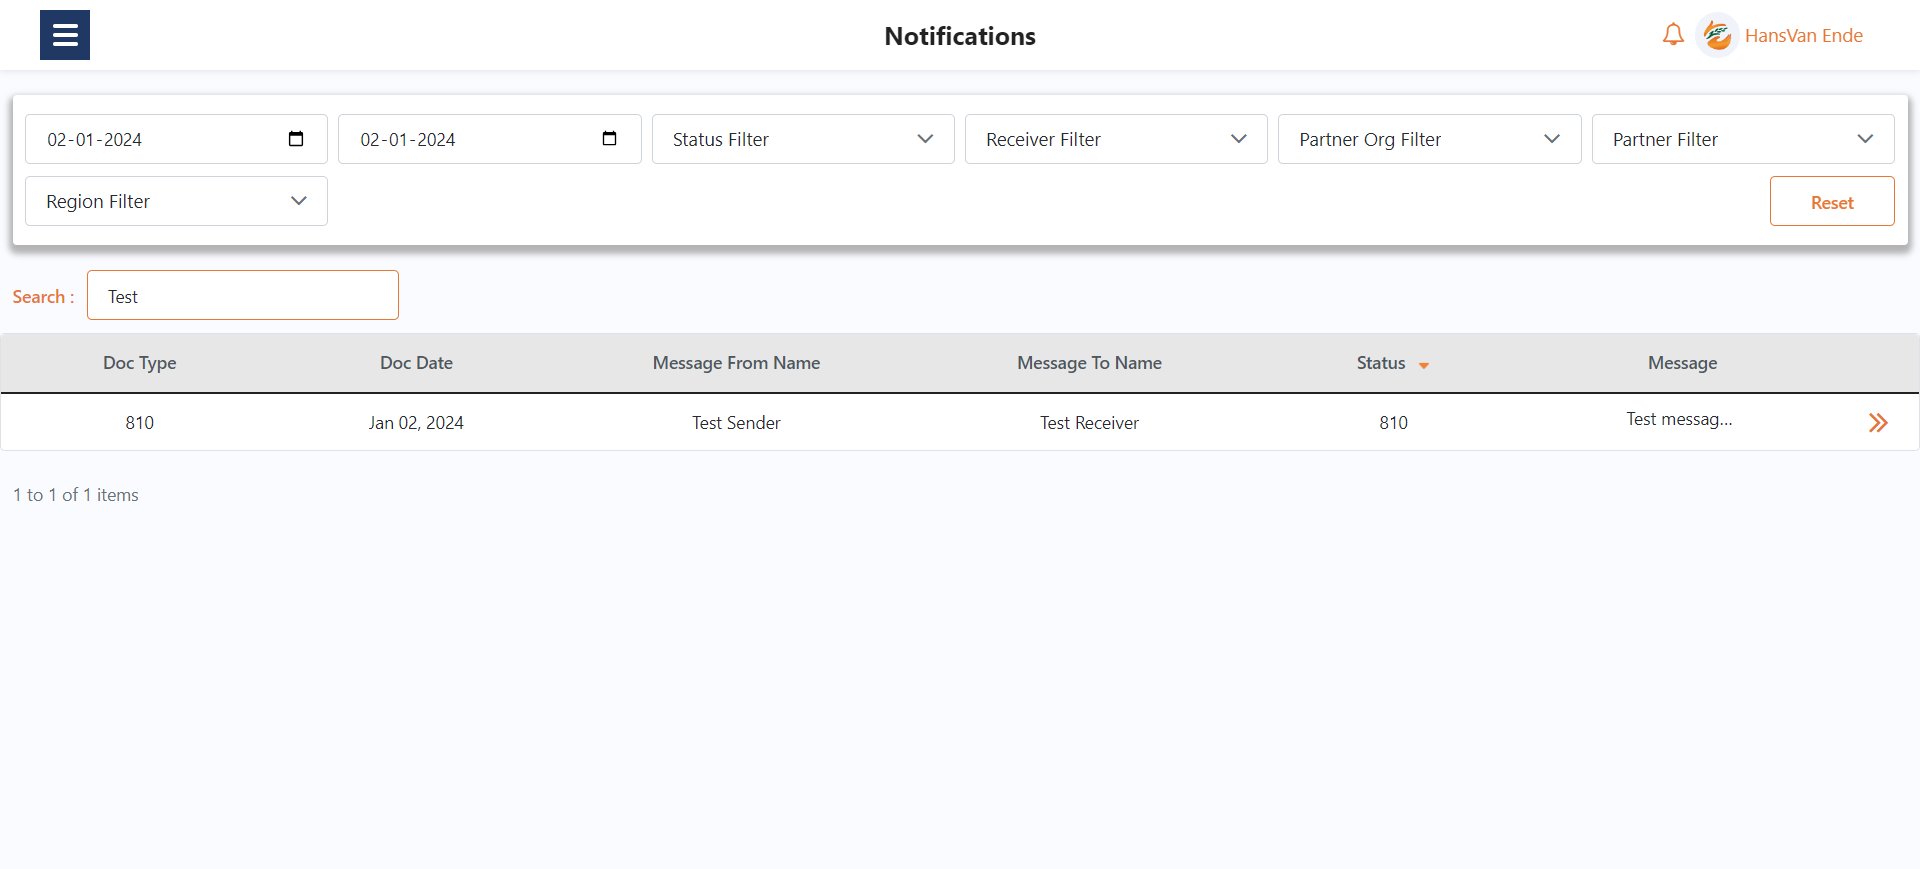 Notifications
HansVan Ende
02-01-2024
02-01-2024
Status Filter
Receiver Filter
Partner Org Filter
Partner Filter
Region Filter
Reset
Search :
Test
Doc Type
Doc Date
Message From Name
Message To Name
Status
Message
810
Jan 02, 2024
Test Sender
Test Receiver
810
Test messag...
1 to 1 of 1 items